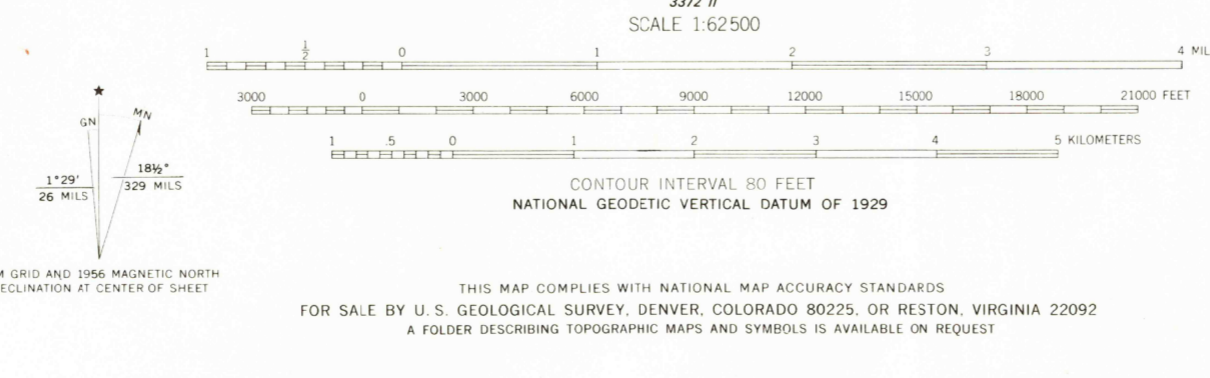 3372 II
SCALE 1:62500
1 ½ 0 1 2 3 4 MIL
3000 0 3000 6000 9000 12000 15000 18000 21000 FEET
1 .5 0 1 2 3 4 5 KILOMETERS
CONTOUR INTERVAL 80 FEET
NATIONAL GEODETIC VERTICAL DATUM OF 1929
GN MN
1°29' 18½°
26 MILS 329 MILS
M GRID AND 1956 MAGNETIC NORTH
ECLINATION AT CENTER OF SHEET
THIS MAP COMPLIES WITH NATIONAL MAP ACCURACY STANDARDS
FOR SALE BY U. S. GEOLOGICAL SURVEY, DENVER, COLORADO 80225, OR RESTON, VIRGINIA 22092
A FOLDER DESCRIBING TOPOGRAPHIC MAPS AND SYMBOLS IS AVAILABLE ON REQUEST